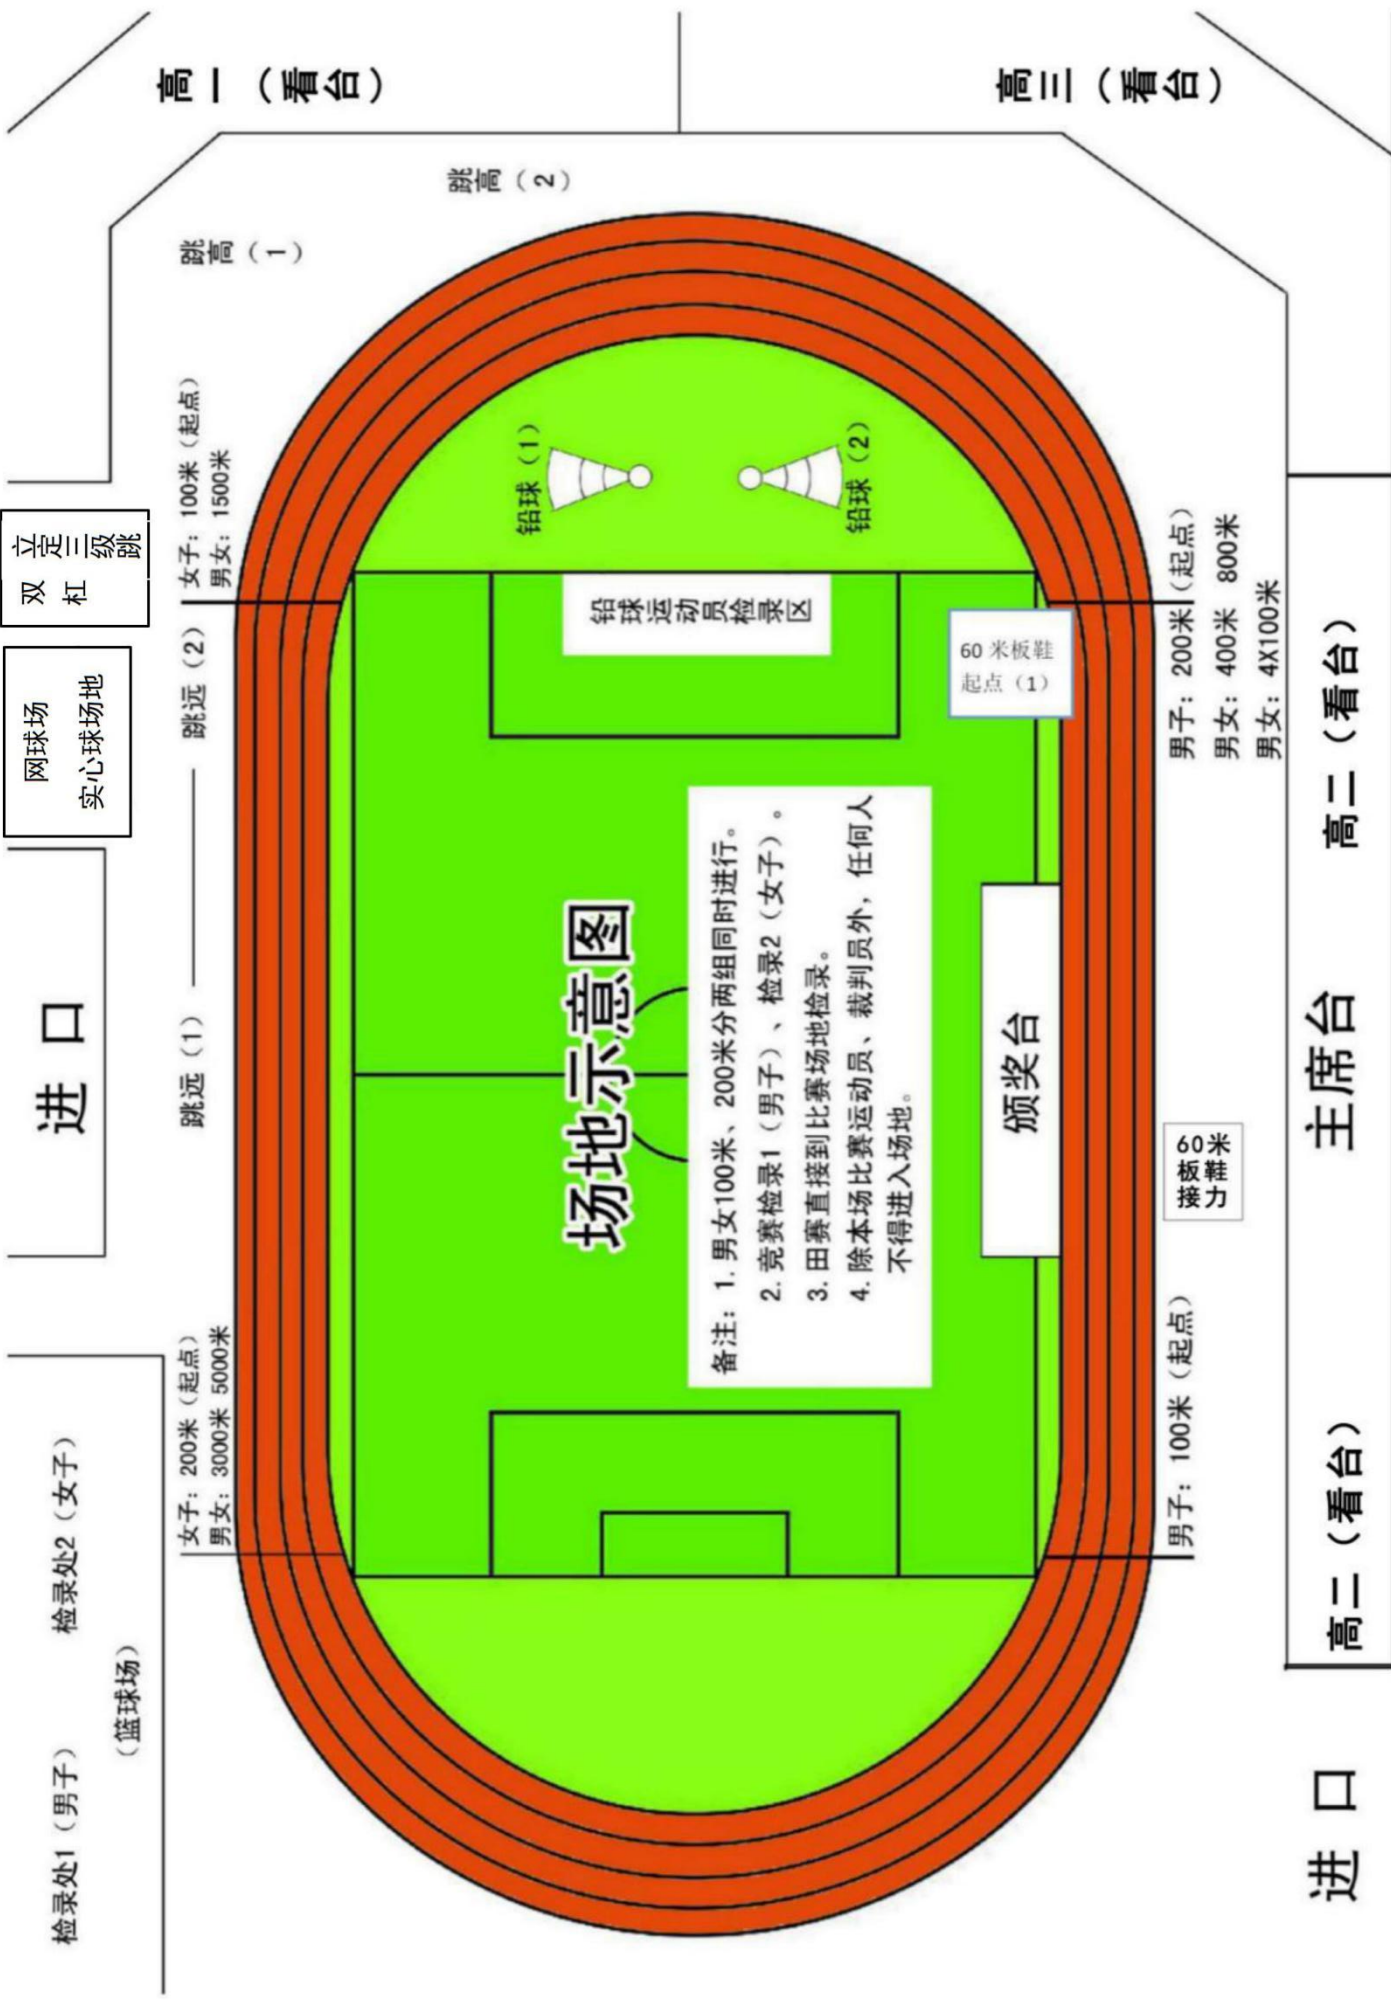 检录处1（男子）
检录处2（女子）
（篮球场）
进 口
网球场
实心球场地
双杠
立定三级跳
女子：200米（起点）
男女：3000米 5000米
跳远（1）
跳远（2）
女子：100米（起点）
男女：1500米
跳高（1）
跳高（2）
高一（看台）
高三（看台）
场地示意图
铅球运动员检录区
铅球（1）
铅球（2）
备注：1.男女100米、200米分两组同时进行。
2.竞赛检录1（男子）、检录2（女子）。
3.田赛直接到比赛场地检录。
4.除本场比赛运动员、裁判员外，任何人
不得进入场地。
60 米板鞋
起点（1）
颁奖台
男子：100米（起点）
60米
板鞋
接力
男子：200米（起点）
男女：400米 800米
男女：4X100米
进 口
高二（看台）
主席台
高二（看台）